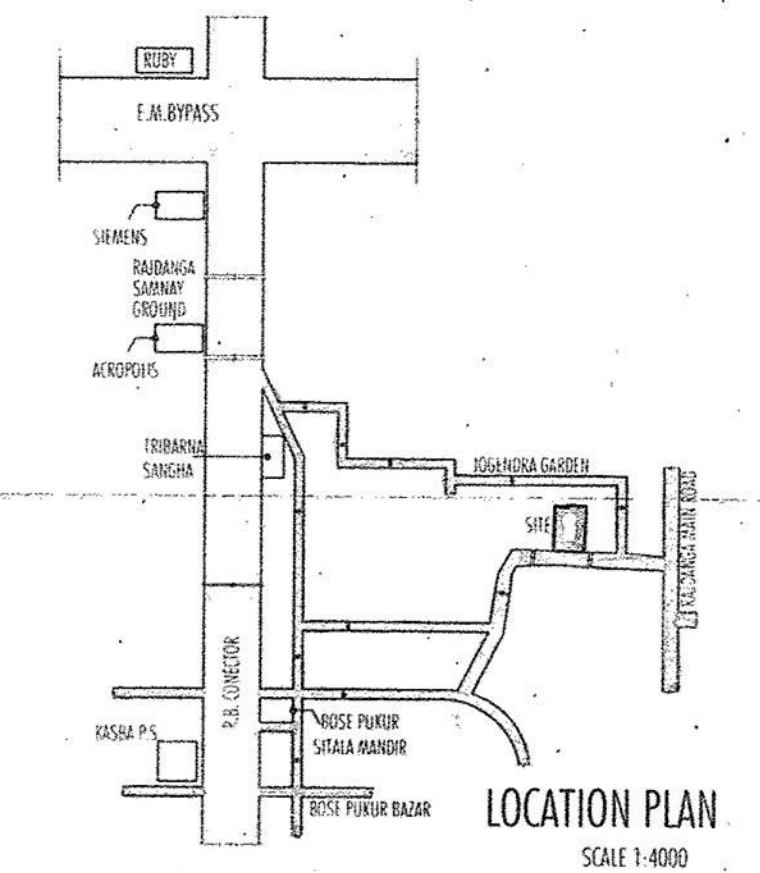 RUBY
E.M.BYPASS
SIEMENS
RAJDANGA
SAMNAY
GROUND
ACROPOLIS
TRIBARNA
SANGHA
JOGENDRA GARDEN
SITE
RAJDANGA MAIN ROAD
R.B. CONECTOR
KASBA P.S.
BOSE PUKUR
SITALA MANDIR
BOSE PUKUR BAZAR
LOCATION PLAN
SCALE 1:4000